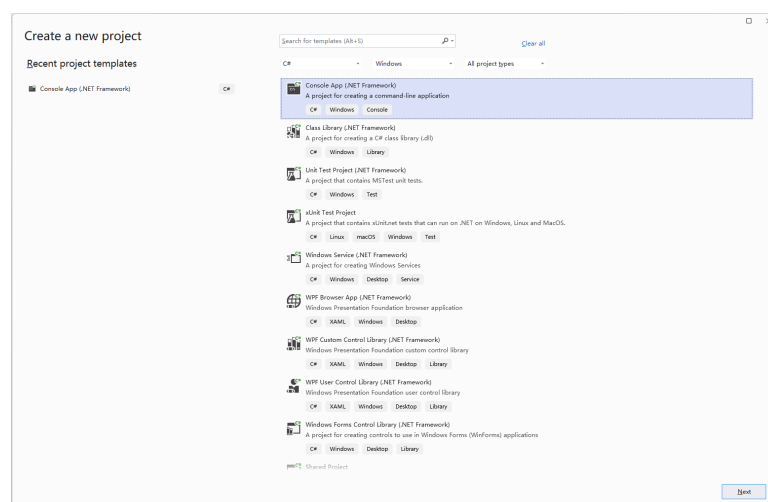 Create a new project
Search for templates (Alt+S)
Clear all
Recent project templates
C#
Windows
All project types
Console App (.NET Framework)
C#
Console App (.NET Framework)
A project for creating a command-line application
C# Windows Console
Class Library (.NET Framework)
A project for creating a C# class library (.dll)
C# Windows Library
Unit Test Project (.NET Framework)
A project that contains MSTest unit tests.
C# Windows Test
xUnit Test Project
A project that contains xUnit.net tests that can run on .NET on Windows, Linux and MacOS.
C# Linux macOS Windows Test
Windows Service (.NET Framework)
A project for creating Windows Services
C# Windows Desktop Service
WPF Browser App (.NET Framework)
Windows Presentation Foundation browser application
C# XAML Windows Desktop
WPF Custom Control Library (.NET Framework)
Windows Presentation Foundation custom control library
C# XAML Windows Desktop Library
WPF User Control Library (.NET Framework)
Windows Presentation Foundation user control library
C# XAML Windows Desktop Library
Windows Forms Control Library (.NET Framework)
A project for creating controls to use in Windows Forms (WinForms) applications
C# Windows Desktop Library
Shared Project
Next